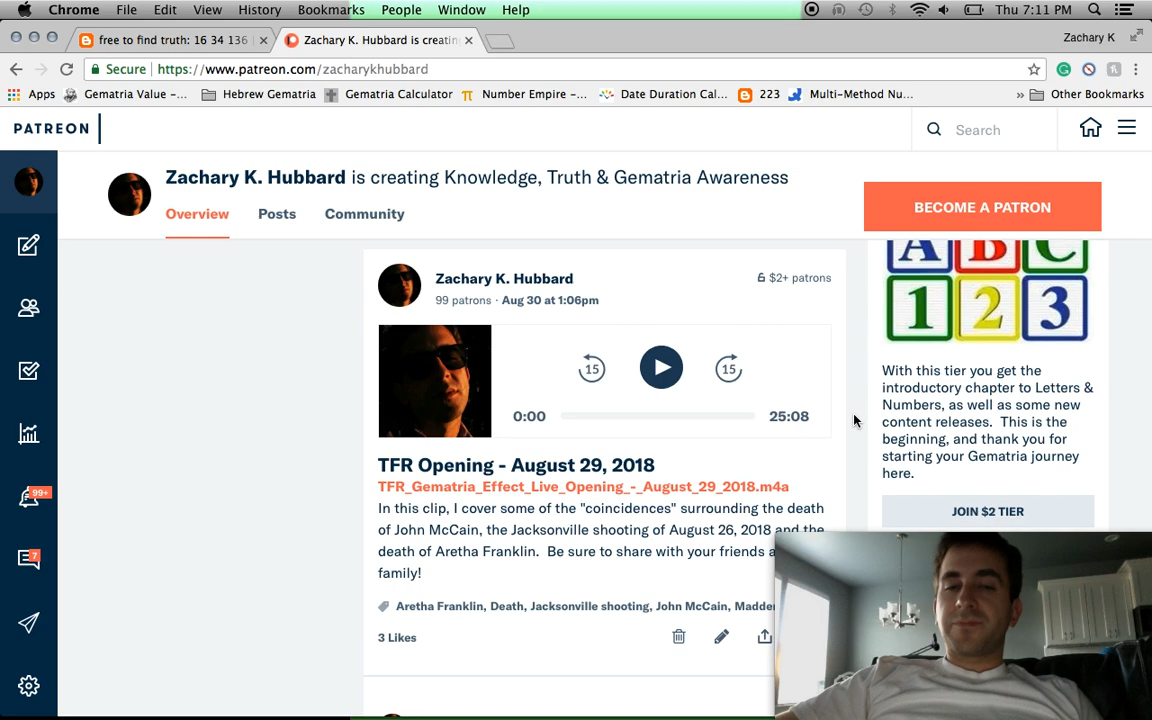 Chrome File Edit View History Bookmarks People Window Help Thu 7:11 PM
free to find truth: 16 34 136 Zachary K. Hubbard is creatin Zachary K
Secure https://www.patreon.com/zacharykhubbard
Apps Gematria Value -... Hebrew Gematria Gematria Calculator Number Empire -... Date Duration Cal... 223 Multi-Method Nu... » Other Bookmarks
PATREON Search
Zachary K. Hubbard is creating Knowledge, Truth & Gematria Awareness
BECOME A PATRON
Overview Posts Community
A B C
1 2 3
Zachary K. Hubbard $2+ patrons
99 patrons · Aug 30 at 1:06pm
15 15
0:00 25:08
With this tier you get the
introductory chapter to Letters &
Numbers, as well as some new
content releases. This is the
beginning, and thank you for
starting your Gematria journey
here.
JOIN $2 TIER
TFR Opening - August 29, 2018
TFR_Gematria_Effect_Live_Opening_-_August_29_2018.m4a
In this clip, I cover some of the "coincidences" surrounding the death
of John McCain, the Jacksonville shooting of August 26, 2018 and the
death of Aretha Franklin. Be sure to share with your friends a
family!
Aretha Franklin, Death, Jacksonville shooting, John McCain, Madden
3 Likes
99+
7